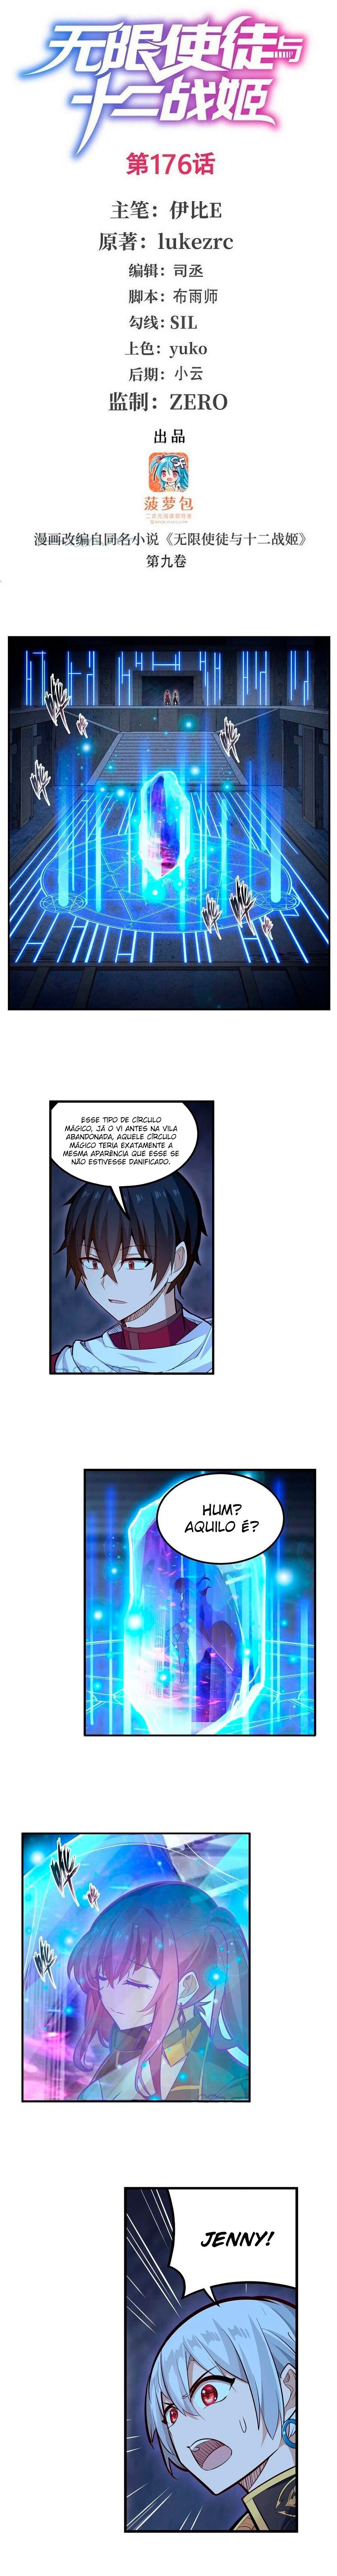 无限使徒与
十二战姬
第176话
主笔：伊比E
原著：lukezrc
编辑：司丞
脚本：布雨师
勾线：SIL
上色：yuko
后期：小云
监制：ZERO
出品
菠萝包
漫画改编自同名小说《无限使徒与十二战姬》
第九卷
ESSE TIPO DE CÍRCULO
MÁGICO, JÁ O VI ANTES NA VILA
ABANDONADA, AQUELE CÍRCULO
MÁGICO TERIA EXATAMENTE A
MESMA APARÊNCIA QUE ESSE SE
NÃO ESTIVESSE DANIFICADO.
HUM?
AQUILO É?
JENNY!